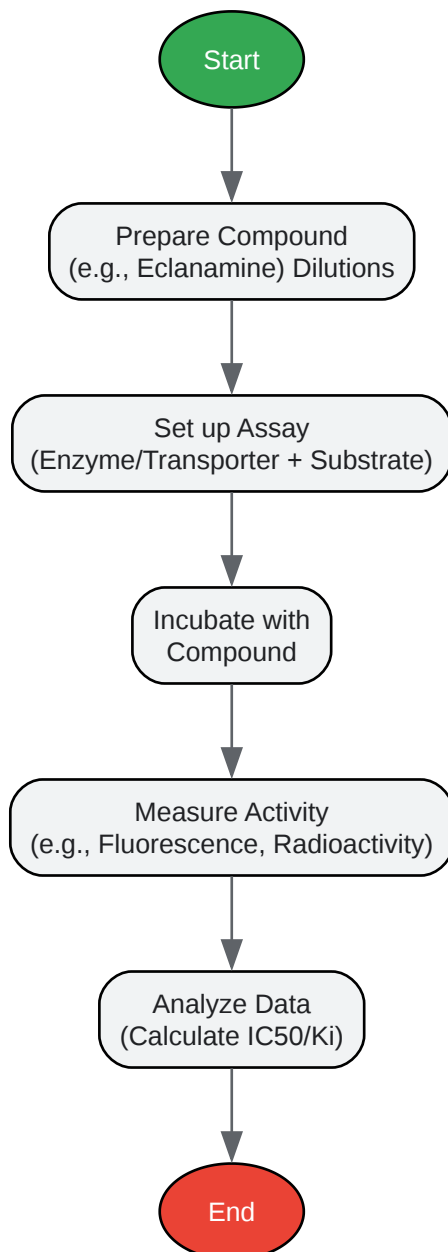 Start
Prepare Compound
(e.g., Eclanamine) Dilutions
Set up Assay
(Enzyme/Transporter + Substrate)
Incubate with
Compound
Measure Activity
(e.g., Fluorescence, Radioactivity)
Analyze Data
(Calculate IC50/Ki)
End